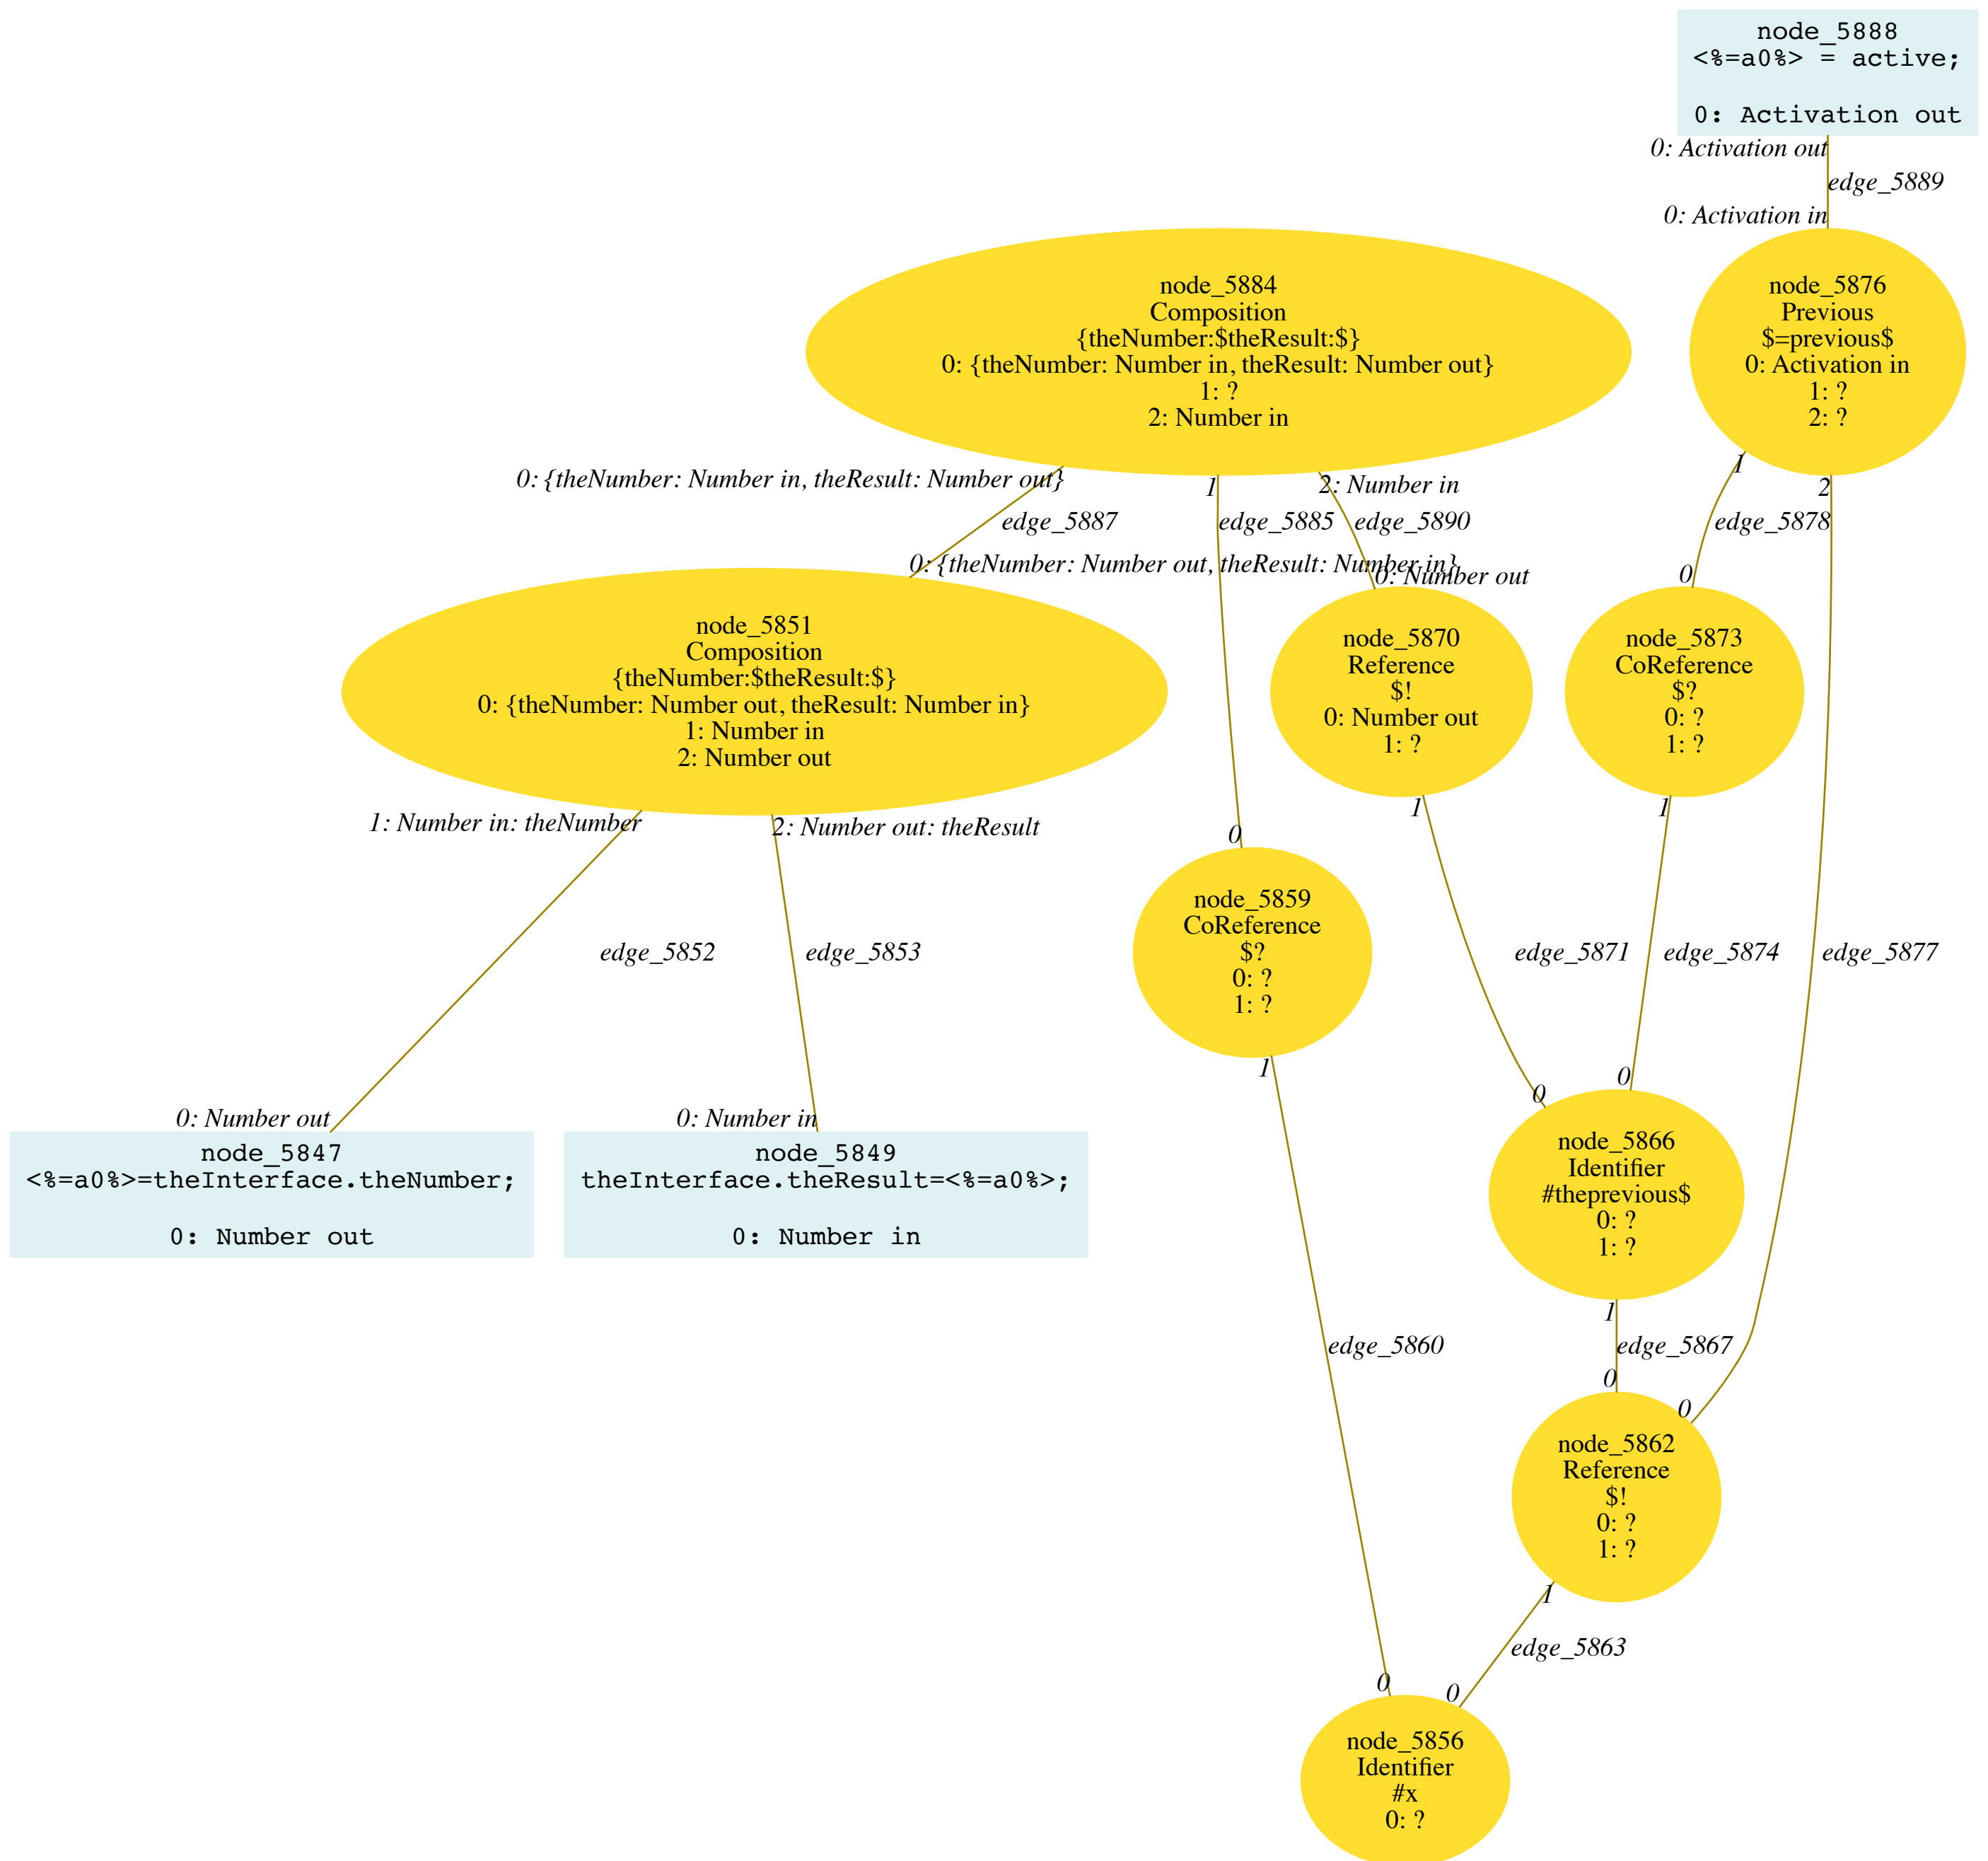 node_5888
<%=a0%> = active;
0: Activation out
0: Activation out
edge_5889
0: Activation in
node_5884
Composition
{theNumber:$theResult:$}
0: {theNumber: Number in, theResult: Number out}
1: ?
2: Number in
node_5876
Previous
$=previous$
0: Activation in
1: ?
2: ?
0: {theNumber: Number in, theResult: Number out}
edge_5887
0: {theNumber: Number out, theResult: Number in}
1
edge_5885
0
2: Number in
edge_5890
0: Number out
1
edge_5878
0
2
edge_5877
0
node_5851
Composition
{theNumber:$theResult:$}
0: {theNumber: Number out, theResult: Number in}
1: Number in
2: Number out
node_5870
Reference
$!
0: Number out
1: ?
node_5873
CoReference
$?
0: ?
1: ?
1: Number in: theNumber
edge_5852
0: Number out
2: Number out: theResult
edge_5853
0: Number in
node_5859
CoReference
$?
0: ?
1: ?
1
edge_5871
0
1
edge_5874
0
node_5847
<%=a0%>=theInterface.theNumber;
0: Number out
node_5849
theInterface.theResult=<%=a0%>;
0: Number in
1
edge_5860
0
node_5866
Identifier
#theprevious$
0: ?
1: ?
1
edge_5867
0
node_5862
Reference
$!
0: ?
1: ?
1
edge_5863
0
node_5856
Identifier
#x
0: ?